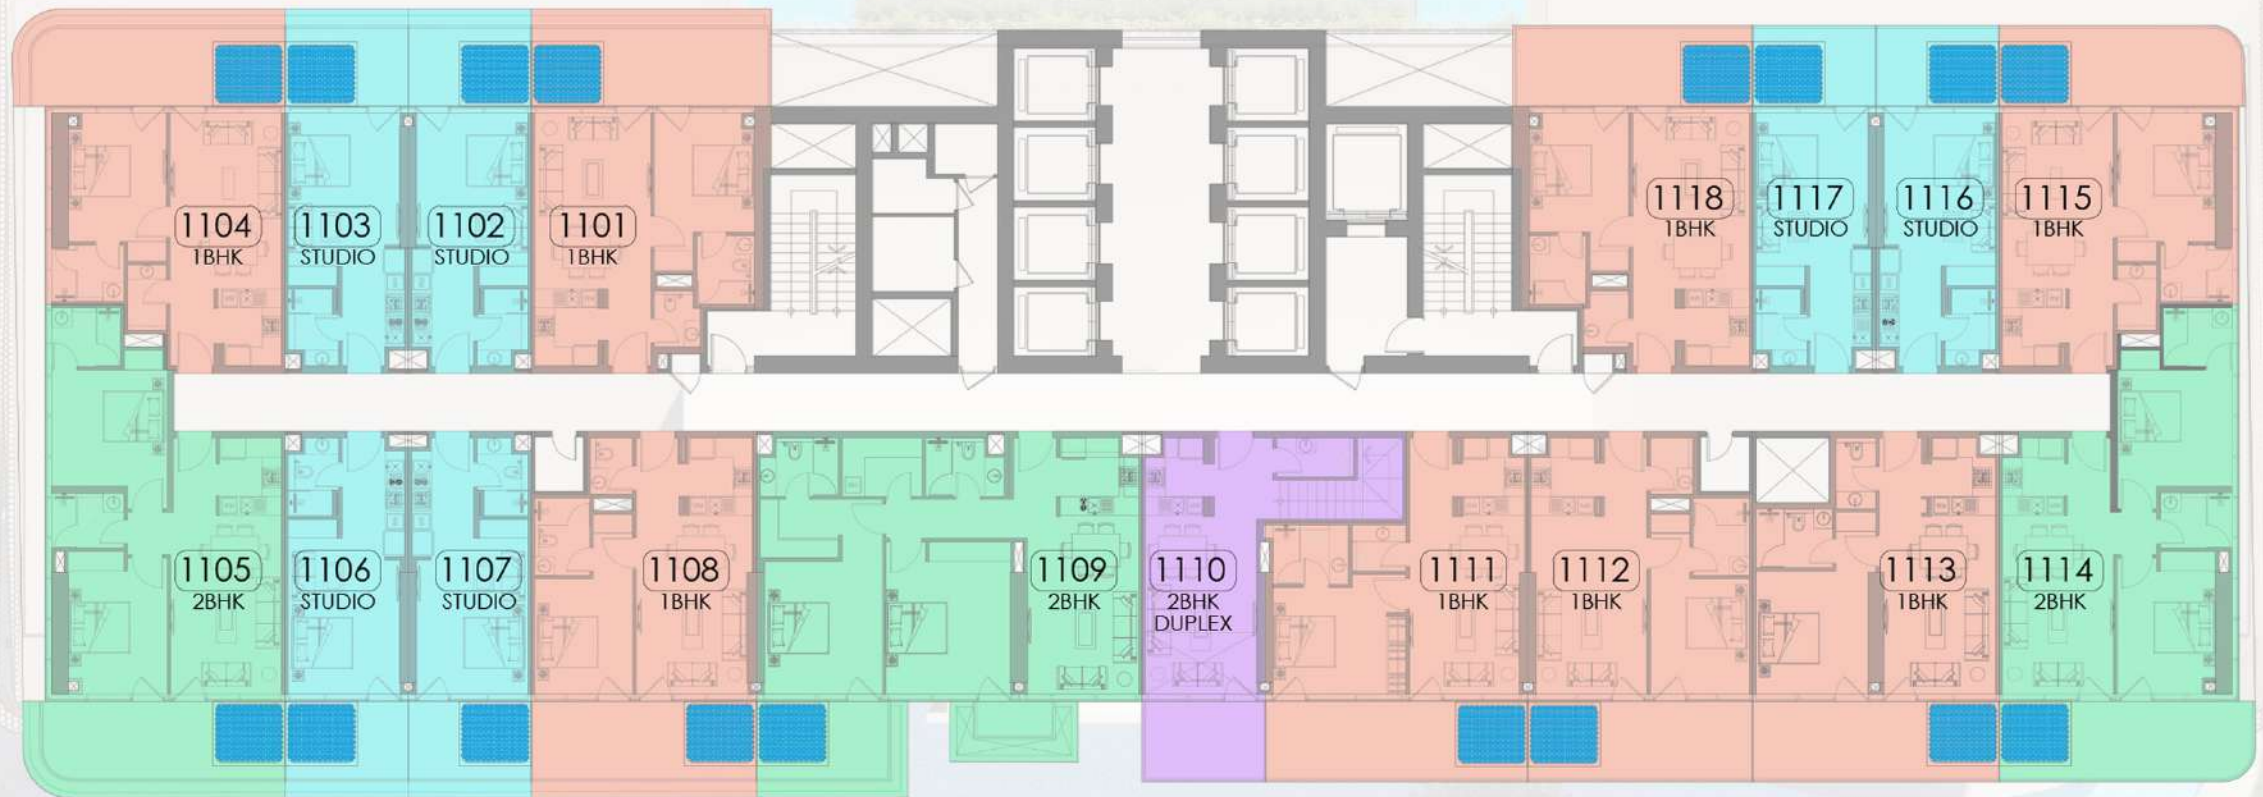 1104
1BHK
1103
STUDIO
1102
STUDIO
1101
1BHK
1118
1BHK
1117
STUDIO
1116
STUDIO
1115
1BHK
1105
2BHK
1106
STUDIO
1107
STUDIO
1108
1BHK
1109
2BHK
1110
2BHK
DUPLEX
1111
1BHK
1112
1BHK
1113
1BHK
1114
2BHK